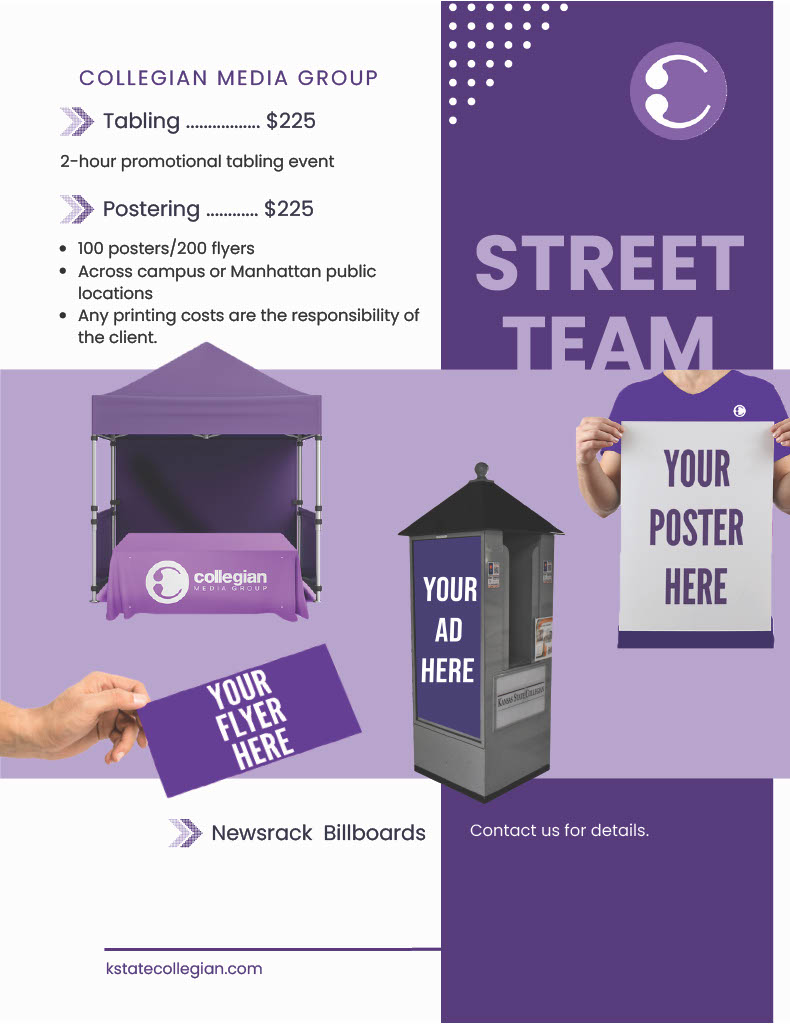 COLLEGIAN MEDIA GROUP
Tabling ................. $225
2-hour promotional tabling event
Postering ............ $225
• 100 posters/200 flyers
• Across campus or Manhattan public
locations
• Any printing costs are the responsibility of
the client.
STREET
TEAM
YOUR
POSTER
HERE
collegian
MEDIA GROUP
YOUR
AD
HERE
KANSAS STATE COLLEGIAN
YOUR
FLYER
HERE
Newsrack Billboards
Contact us for details.
kstatecollegian.com